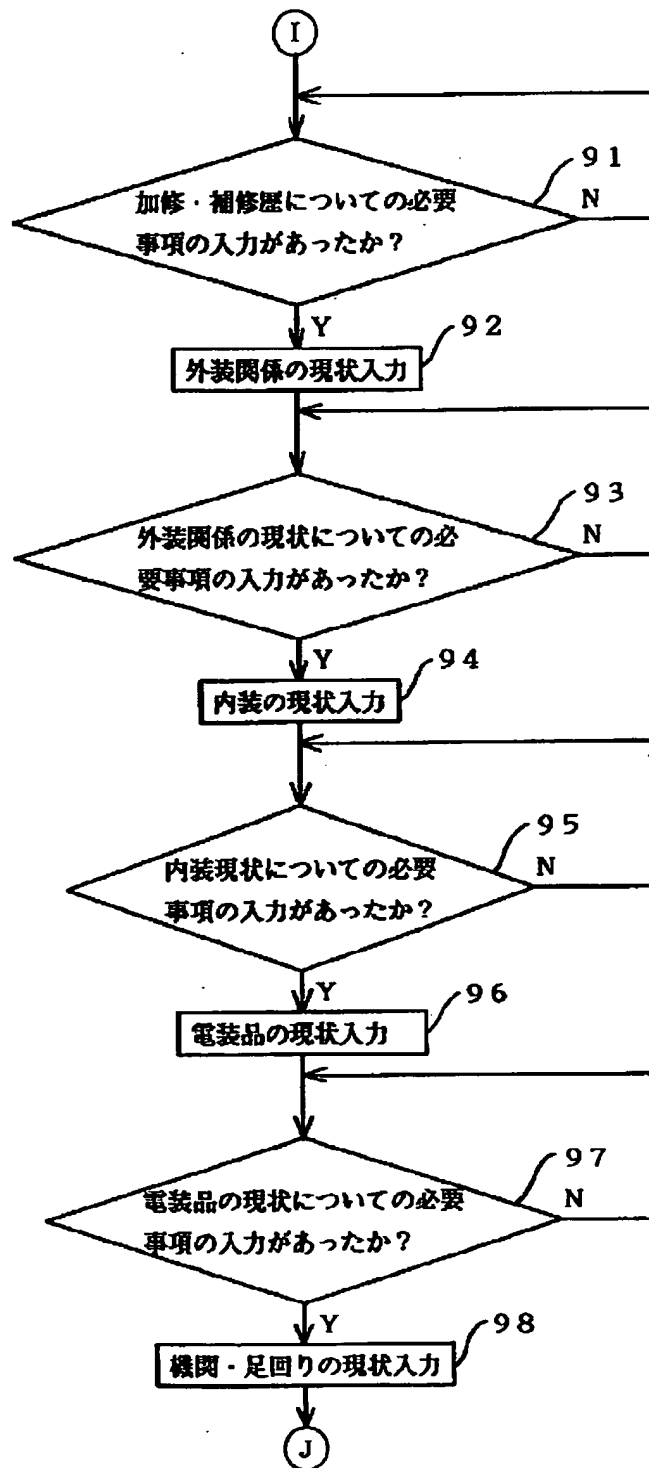 I
91
加修・補修歴についての必要
N
事項の入力があったか?
Y
92
外装関係の現状入力
93
外装関係の現状についての必
N
要事項の入力があったか?
Y
94
内装の現状入力
95
内装現状についての必要
N
事項の入力があったか?
Y
96
電装品の現状入力
97
電装品の現状についての必要
N
事項の入力があったか?
Y
98
機関・足回りの現状入力
J